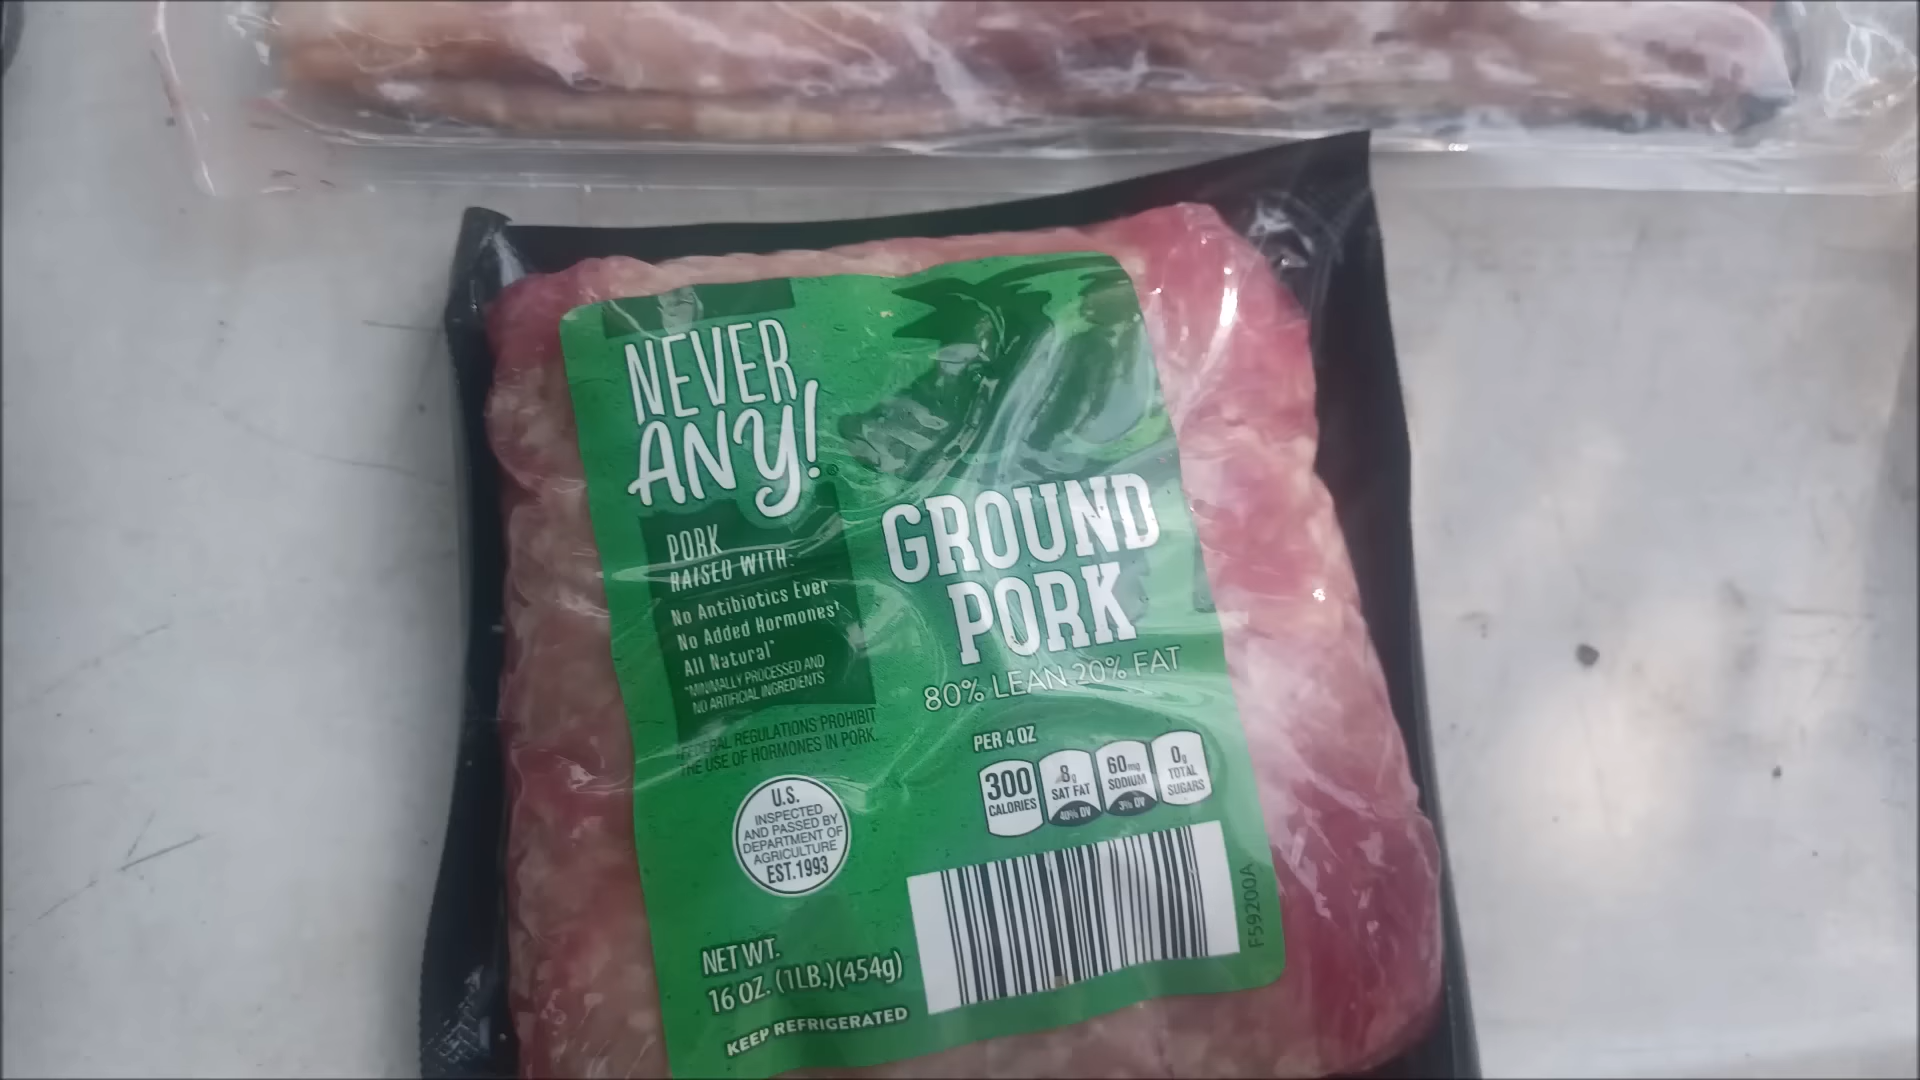 NEVER
ANY!®
PORK
RAISED WITH:
No Antibiotics Ever
No Added Hormones†
All Natural*
*MINIMALLY PROCESSED AND
NO ARTIFICIAL INGREDIENTS
†FEDERAL REGULATIONS PROHIBIT
THE USE OF HORMONES IN PORK.
GROUND
PORK
80% LEAN 20% FAT
PER 4 OZ
300
CALORIES
8g
SAT FAT
40% DV
60mg
SODIUM
3% DV
0g
TOTAL
SUGARS
U.S.
INSPECTED
AND PASSED BY
DEPARTMENT OF
AGRICULTURE
EST.1993
F59200A
NET WT.
16 OZ. (1LB.)(454g)
KEEP REFRIGERATED